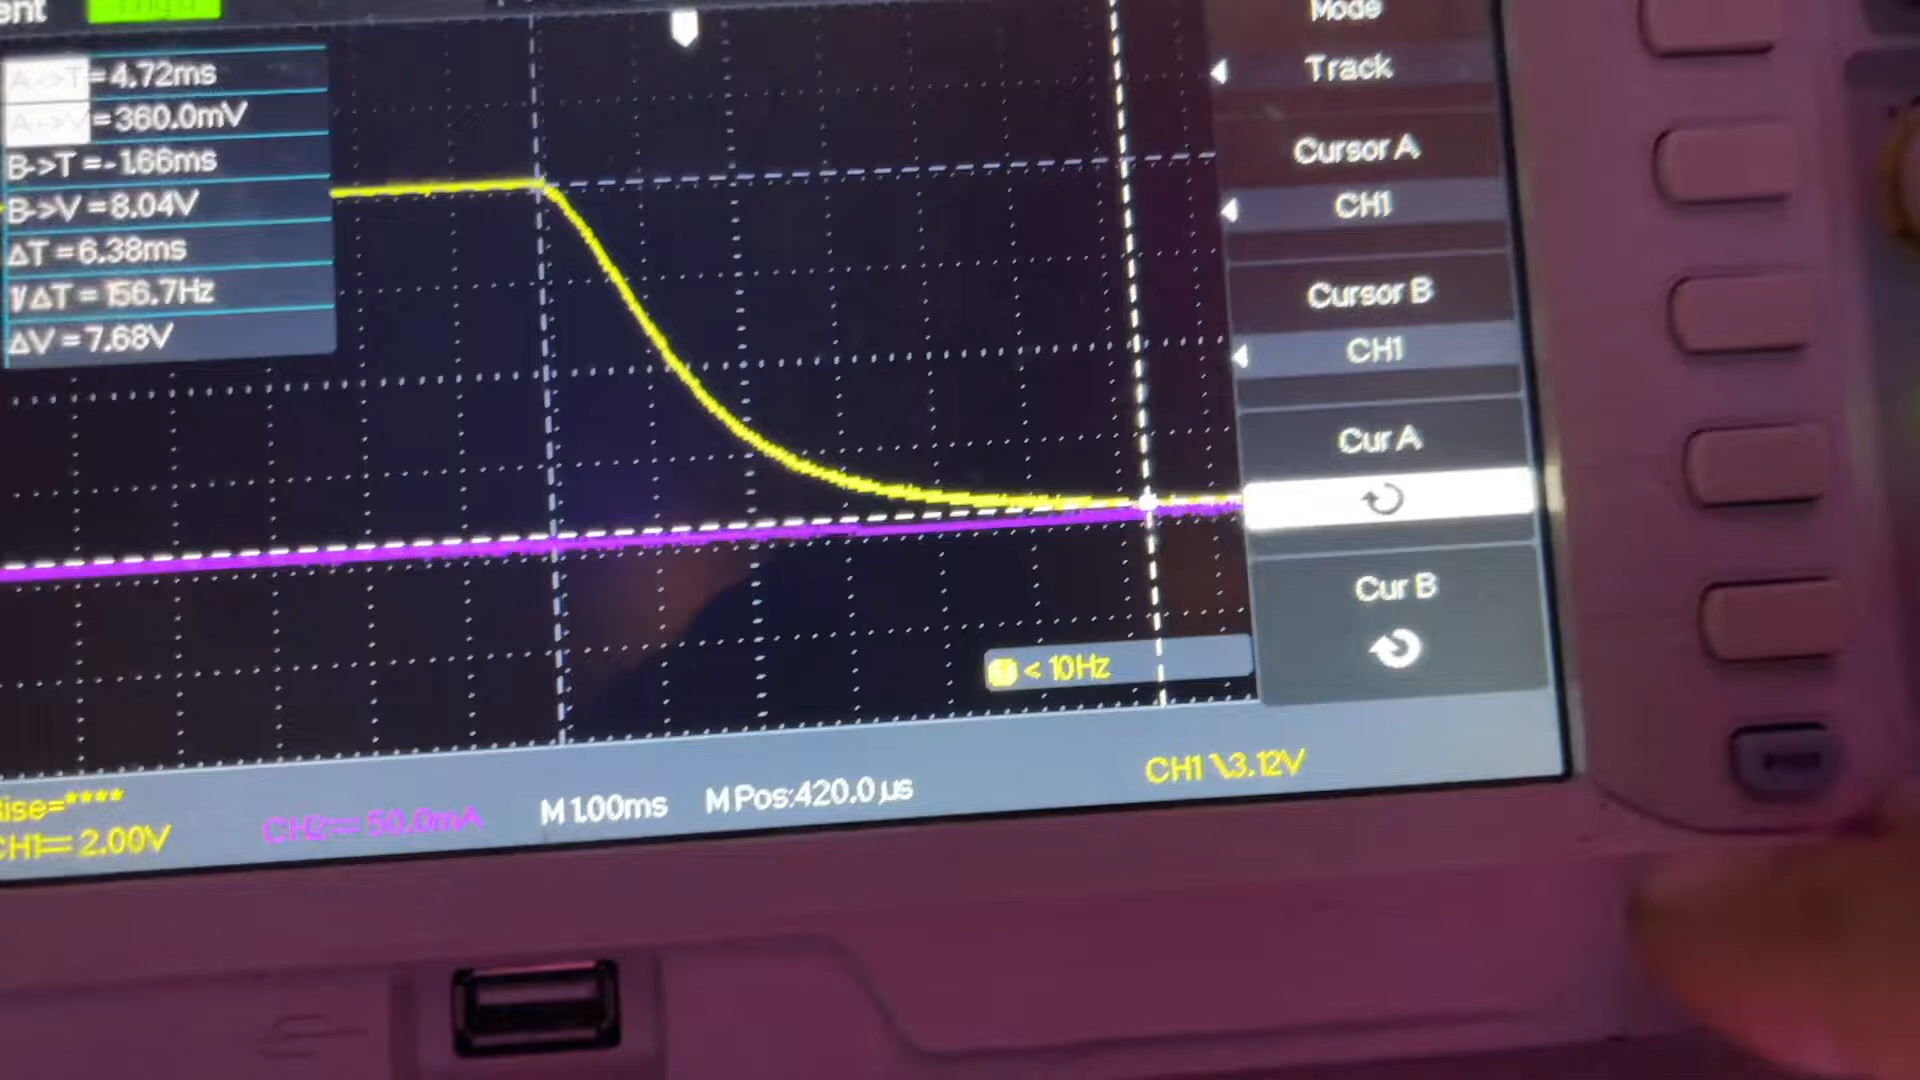 ent
Mode
Track
Cursor A
CH1
Cursor B
CH1
Cur A
Cur B
A->T=4.72ms
A->V=360.0mV
B->T=-1.66ms
B->V=8.04V
ΔT=6.38ms
1/ΔT=156.7Hz
ΔV=7.68V
< 10Hz
ise=****
CH1 2.00V
CH2 50.0mA
M 1.00ms
M Pos:420.0μs
CH1 \3.12V